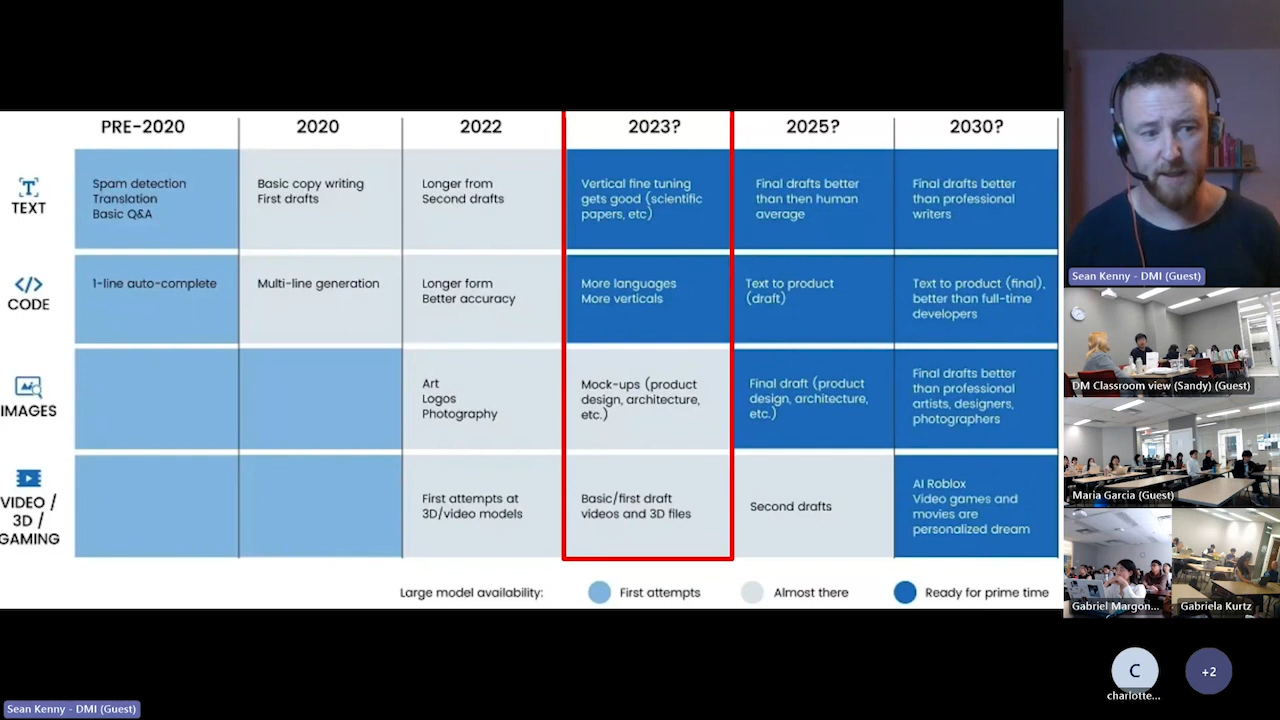 PRE-2020
2020
2022
2023?
2025?
2030?
TEXT
Spam detection
Translation
Basic Q&A
Basic copy writing
First drafts
Longer from
Second drafts
Vertical fine tuning
gets good (scientific
papers, etc)
Final drafts better
than then human
average
Final drafts better
than professional
writers
</>
CODE
1-line auto-complete
Multi-line generation
Longer form
Better accuracy
More languages
More verticals
Text to product
(draft)
Text to product (final),
better than full-time
developers
IMAGES
Art
Logos
Photography
Mock-ups (product
design, architecture,
etc.)
Final draft (product
design, architecture,
etc.)
Final drafts better
than professional
artists, designers,
photographers
VIDEO /
3D /
GAMING
First attempts at
3D/video models
Basic/first draft
videos and 3D files
Second drafts
AI Roblox
Video games and
movies are
personalized dream
Large model availability:
First attempts
Almost there
Ready for prime time
Sean Kenny - DMI (Guest)
DM Classroom view (Sandy) (Guest)
Maria Garcia (Guest)
Gabriel Margon...
Gabriela Kurtz
C
charlotte...
+2
Sean Kenny - DMI (Guest)